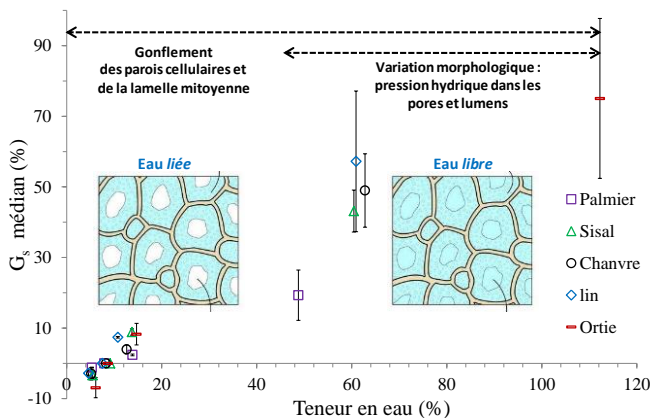 90
70
50
30
10
-10
G_s médian (%)
Gonflement
des parois cellulaires et
de la lamelle mitoyenne
Variation morphologique :
pression hydrique dans les
pores et lumens
Eau liée
Eau libre
Palmier
Sisal
Chanvre
lin
Ortie
0
20
40
60
80
100
120
Teneur en eau (%)